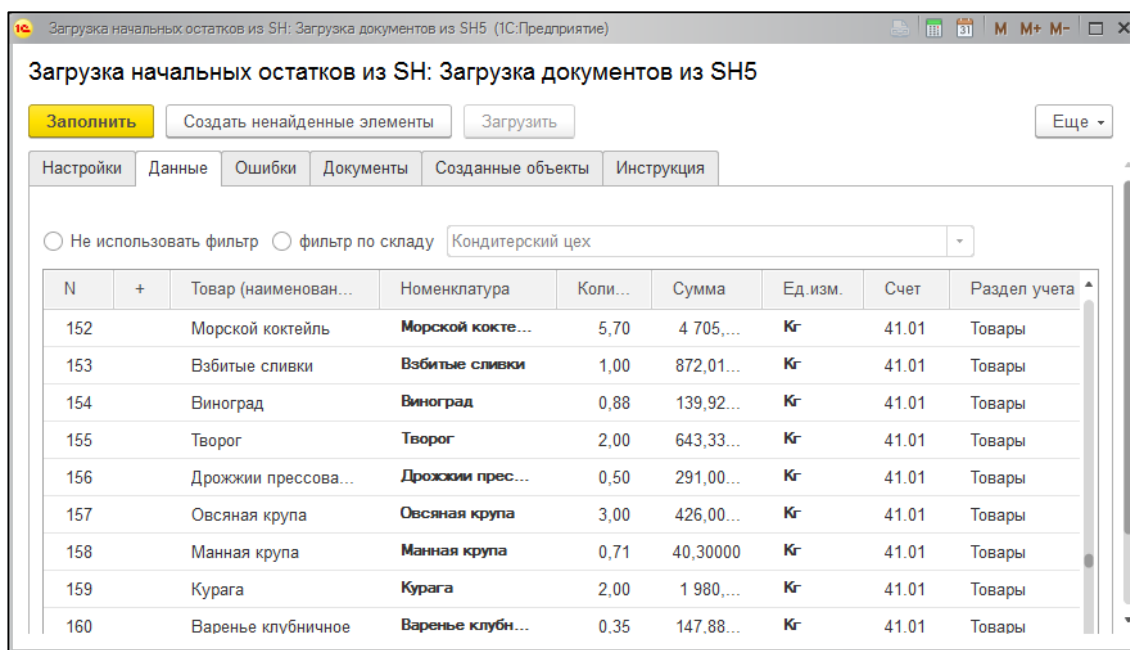 1С Загрузка начальных остатков из SH: Загрузка документов из SH5 (1С:Предприятие) 31 M M+ M-
Загрузка начальных остатков из SH: Загрузка документов из SH5
Заполнить Создать ненайденные элементы Загрузить Еще
Настройки Данные Ошибки Документы Созданные объекты Инструкция
Не использовать фильтр фильтр по складу Кондитерский цех
N + Товар (наименован... Номенклатура Коли... Сумма Ед.изм. Счет Раздел учета
152 Морской коктейль Морской кокте... 5,70 4 705,... Кг 41.01 Товары
153 Взбитые сливки Взбитые сливки 1,00 872,01... Кг 41.01 Товары
154 Виноград Виноград 0,88 139,92... Кг 41.01 Товары
155 Творог Творог 2,00 643,33... Кг 41.01 Товары
156 Дрожжии прессова... Дрожжии прес... 0,50 291,00... Кг 41.01 Товары
157 Овсяная крупа Овсяная крупа 3,00 426,00... Кг 41.01 Товары
158 Манная крупа Манная крупа 0,71 40,30000 Кг 41.01 Товары
159 Курага Курага 2,00 1 980,... Кг 41.01 Товары
160 Варенье клубничное Варенье клубн... 0,35 147,88... Кг 41.01 Товары